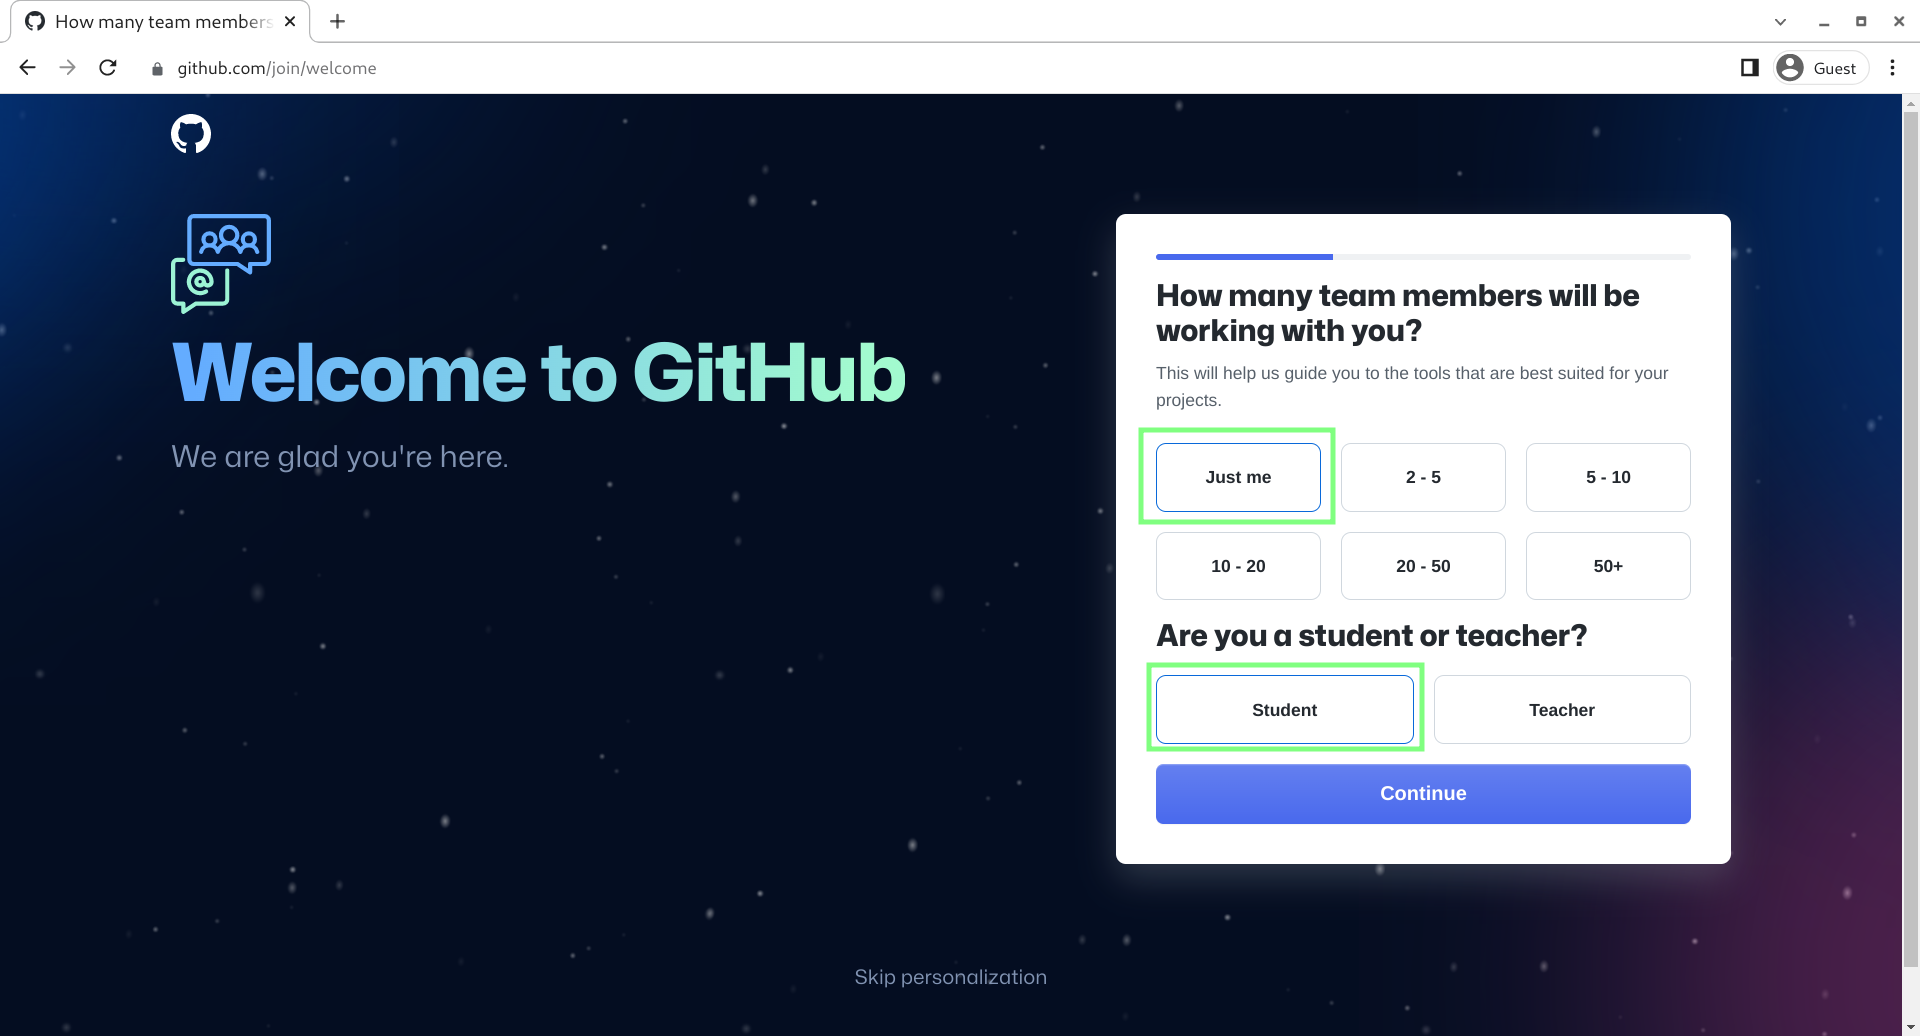 How many team members
github.com/join/welcome
Guest
Welcome to GitHub
We are glad you're here.
How many team members will be
working with you?
This will help us guide you to the tools that are best suited for your
projects.
Just me
2 - 5
5 - 10
10 - 20
20 - 50
50+
Are you a student or teacher?
Student
Teacher
Continue
Skip personalization